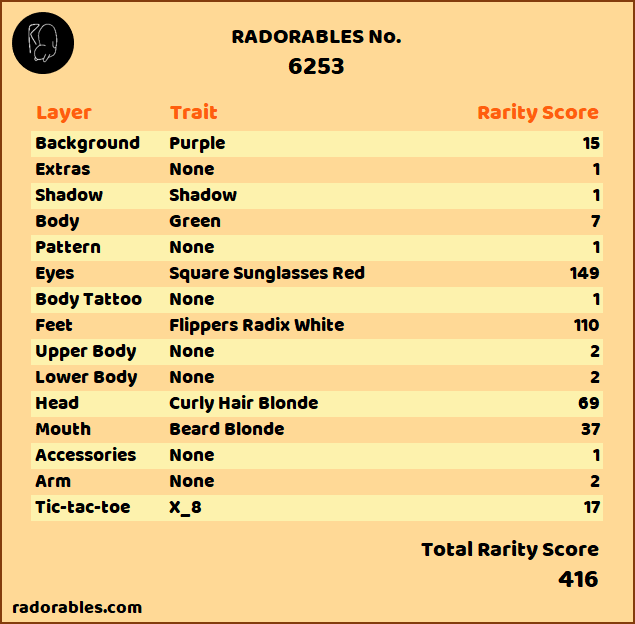 RADORABLES No.
6253
Layer Trait Rarity Score
Background Purple 15
Extras None 1
Shadow Shadow 1
Body Green 7
Pattern None 1
Eyes Square Sunglasses Red 149
Body Tattoo None 1
Feet Flippers Radix White 110
Upper Body None 2
Lower Body None 2
Head Curly Hair Blonde 69
Mouth Beard Blonde 37
Accessories None 1
Arm None 2
Tic-tac-toe X_8 17
Total Rarity Score
416
radorables.com